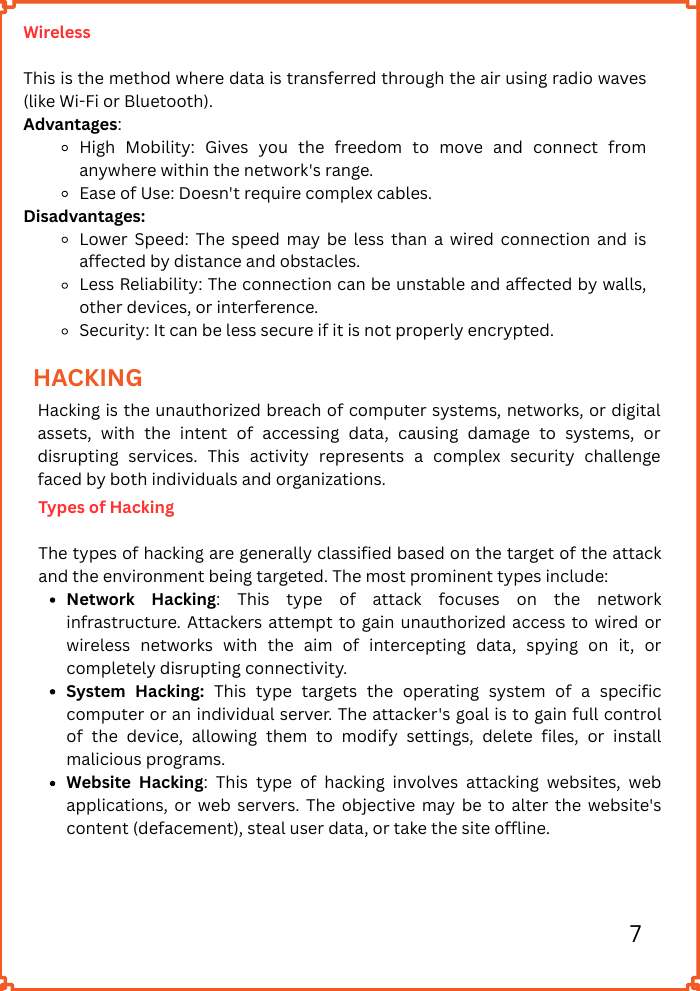 Wireless
This is the method where data is transferred through the air using radio waves
(like Wi-Fi or Bluetooth).
Advantages:
High Mobility: Gives you the freedom to move and connect from
anywhere within the network's range.
Ease of Use: Doesn't require complex cables.
Disadvantages:
Lower Speed: The speed may be less than a wired connection and is
affected by distance and obstacles.
Less Reliability: The connection can be unstable and affected by walls,
other devices, or interference.
Security: It can be less secure if it is not properly encrypted.
HACKING
Hacking is the unauthorized breach of computer systems, networks, or digital
assets, with the intent of accessing data, causing damage to systems, or
disrupting services. This activity represents a complex security challenge
faced by both individuals and organizations.
Types of Hacking
The types of hacking are generally classified based on the target of the attack
and the environment being targeted. The most prominent types include:
Network Hacking: This type of attack focuses on the network
infrastructure. Attackers attempt to gain unauthorized access to wired or
wireless networks with the aim of intercepting data, spying on it, or
completely disrupting connectivity.
System Hacking: This type targets the operating system of a specific
computer or an individual server. The attacker's goal is to gain full control
of the device, allowing them to modify settings, delete files, or install
malicious programs.
Website Hacking: This type of hacking involves attacking websites, web
applications, or web servers. The objective may be to alter the website's
content (defacement), steal user data, or take the site offline.
7